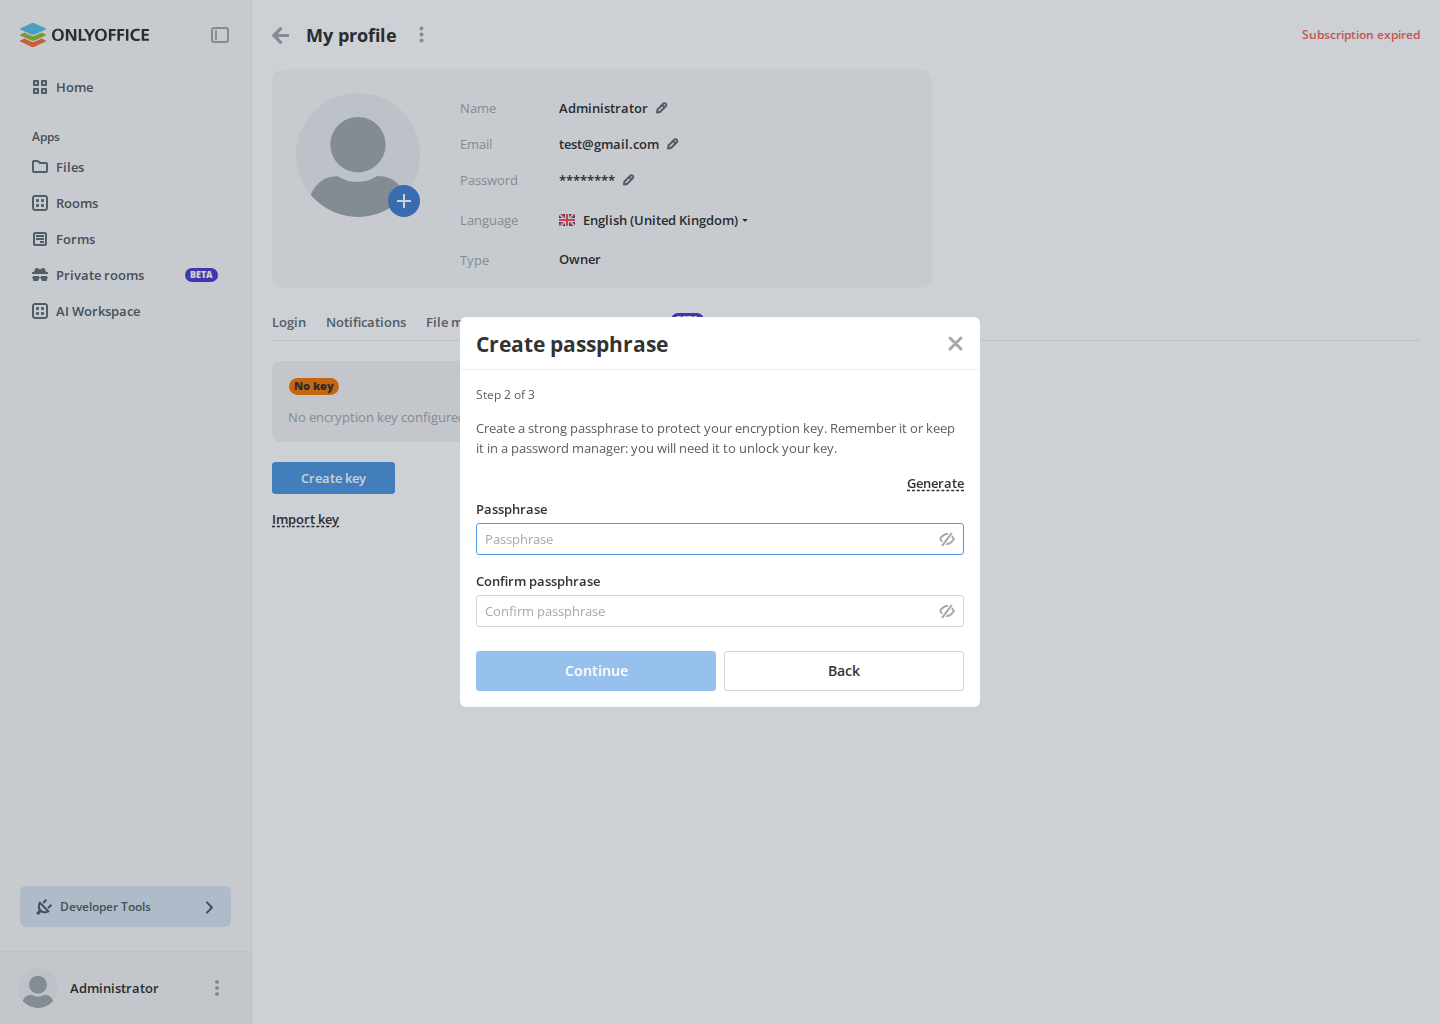 ONLYOFFICE
Home
Apps
Files
Rooms
Forms
Private rooms BETA
AI Workspace
Developer Tools
Administrator
My profile
Subscription expired
Name Administrator
Email test@gmail.com
Password ********
Language English (United Kingdom)
Type Owner
Login Notifications File m
No key
No encryption key configured
Create key
Import key
Create passphrase
Step 2 of 3
Create a strong passphrase to protect your encryption key. Remember it or keep
it in a password manager: you will need it to unlock your key.
Generate
Passphrase
Passphrase
Confirm passphrase
Confirm passphrase
Continue
Back